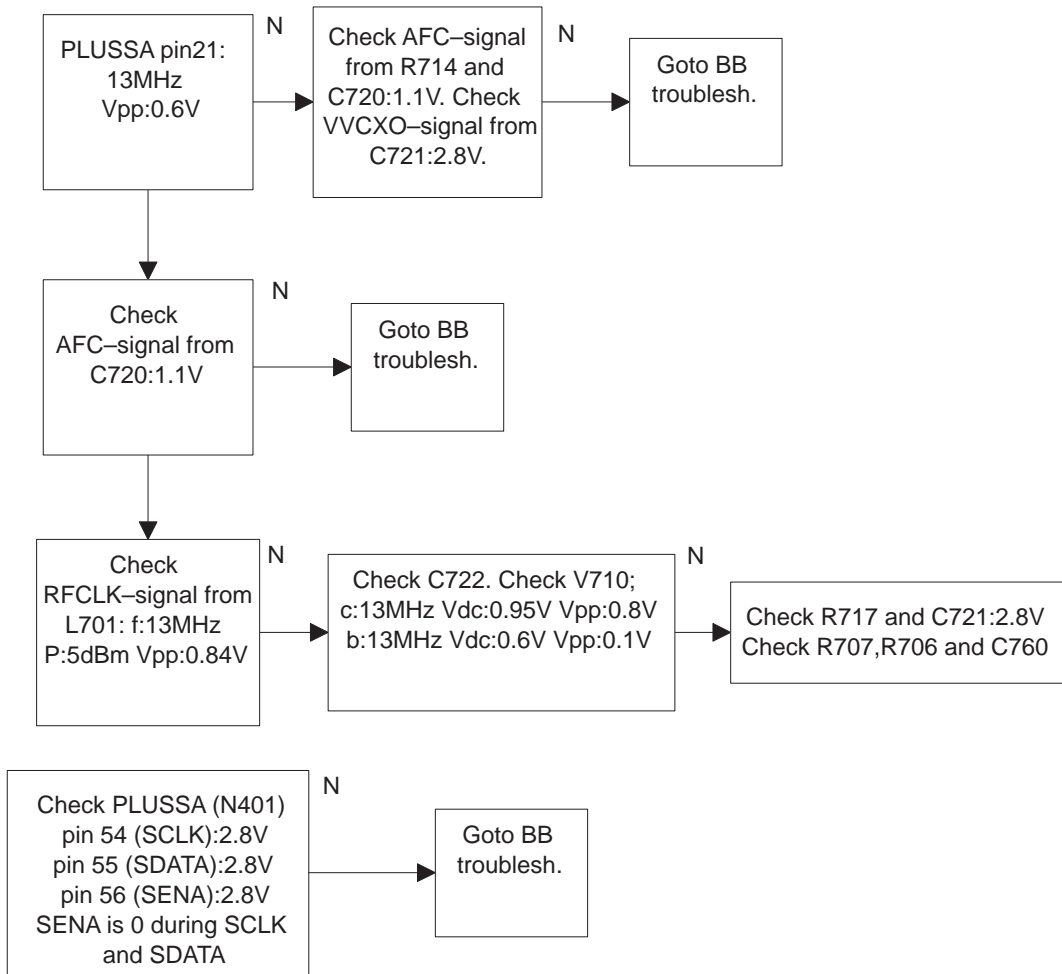 PLUSSA pin21:
13MHz
Vpp:0.6V
N
Check AFC–signal
from R714 and
C720:1.1V. Check
VVCXO–signal from
C721:2.8V.
N
Goto BB
troublesh.
Check
AFC–signal from
C720:1.1V
N
Goto BB
troublesh.
Check
RFCLK–signal from
L701: f:13MHz
P:5dBm Vpp:0.84V
N
Check C722. Check V710;
c:13MHz Vdc:0.95V Vpp:0.8V
b:13MHz Vdc:0.6V Vpp:0.1V
N
Check R717 and C721:2.8V
Check R707,R706 and C760
Check PLUSSA (N401)
pin 54 (SCLK):2.8V
pin 55 (SDATA):2.8V
pin 56 (SENA):2.8V
SENA is 0 during SCLK
and SDATA
N
Goto BB
troublesh.